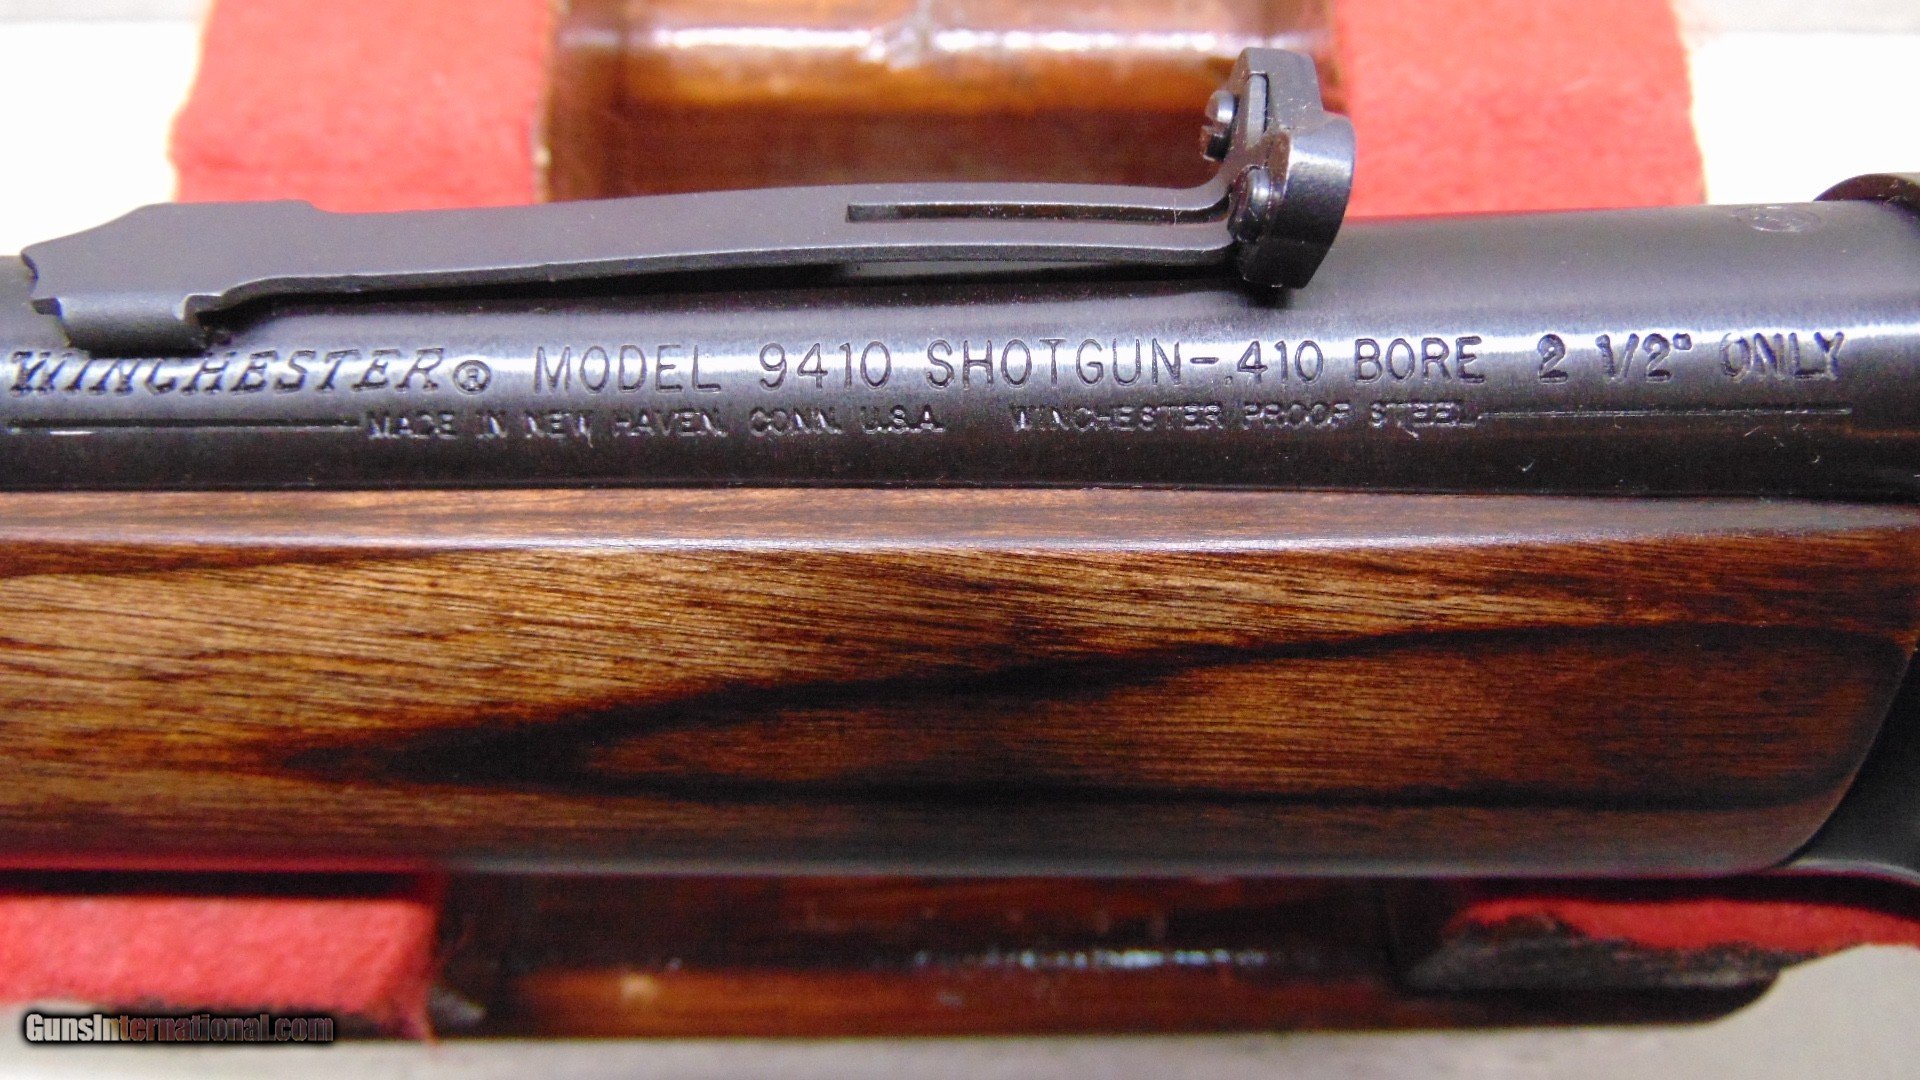 WINCHESTER® MODEL 9410 SHOTGUN-.410 BORE 2 1/2" ONLY
MADE IN NEW HAVEN, CONN. U.S.A. WINCHESTER PROOF STEEL
GunsInternational.com